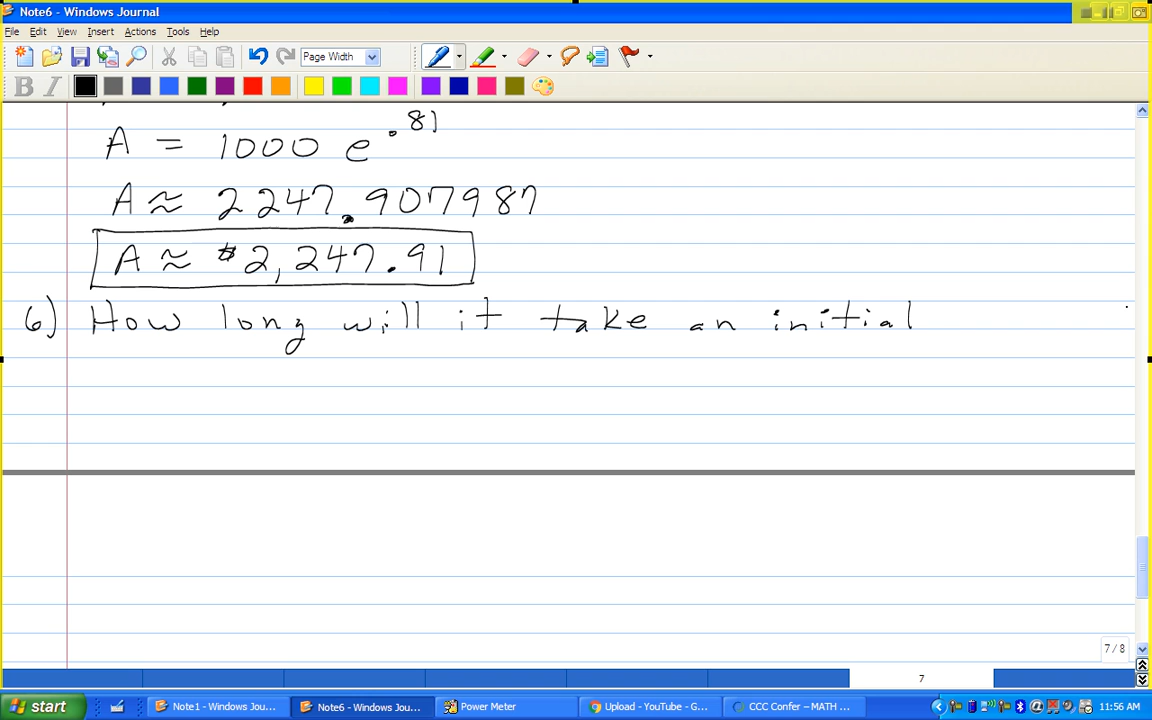 Note6 - Windows Journal
File Edit View Insert Actions Tools Help
Page Width
B I
A = 1000 e^.81
A ≈ 2247.907987
A ≈ $2,247.91
6) How long will it take an initial
7 / 8
7
start Note1 - Windows Jou... Note6 - Windows Jou... Power Meter Upload - YouTube - G... CCC Confer – MATH ... 11:56 AM